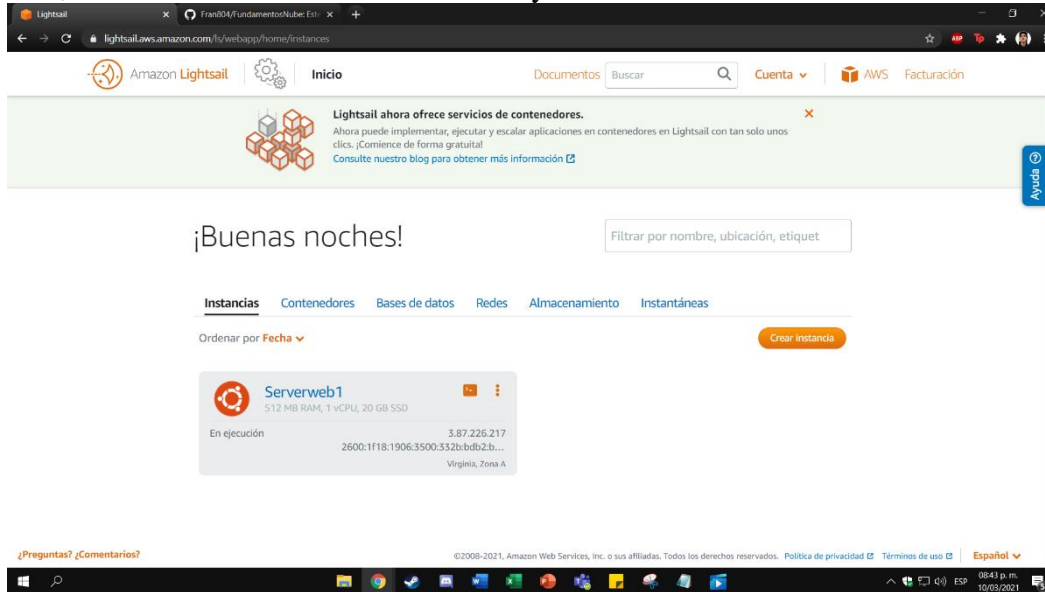 Lightsail
Fran804/FundamentosNube: Est
lightsail.aws.amazon.com/ls/webapp/home/instances
ABP
Tp
Amazon Lightsail
Inicio
Documentos
Buscar
Cuenta
AWS
Facturación
Lightsail ahora ofrece servicios de contenedores.
Ahora puede implementar, ejecutar y escalar aplicaciones en contenedores en Lightsail con tan solo unos
clics. ¡Comience de forma gratuita!
Consulte nuestro blog para obtener más información
Ayuda
¡Buenas noches!
Filtrar por nombre, ubicación, etiquet
Instancias Contenedores Bases de datos Redes Almacenamiento Instantáneas
Ordenar por Fecha
Crear instancia
Serverweb1
512 MB RAM, 1 vCPU, 20 GB SSD
En ejecución
3.87.226.217
2600:1f18:1906:3500:332b:bdb2:b...
Virginia, Zona A
¿Preguntas? ¿Comentarios?
©2008-2021, Amazon Web Services, Inc. o sus afiliadas. Todos los derechos reservados.
Política de privacidad
Términos de uso
Español
ESP
08:43 p. m.
10/03/2021